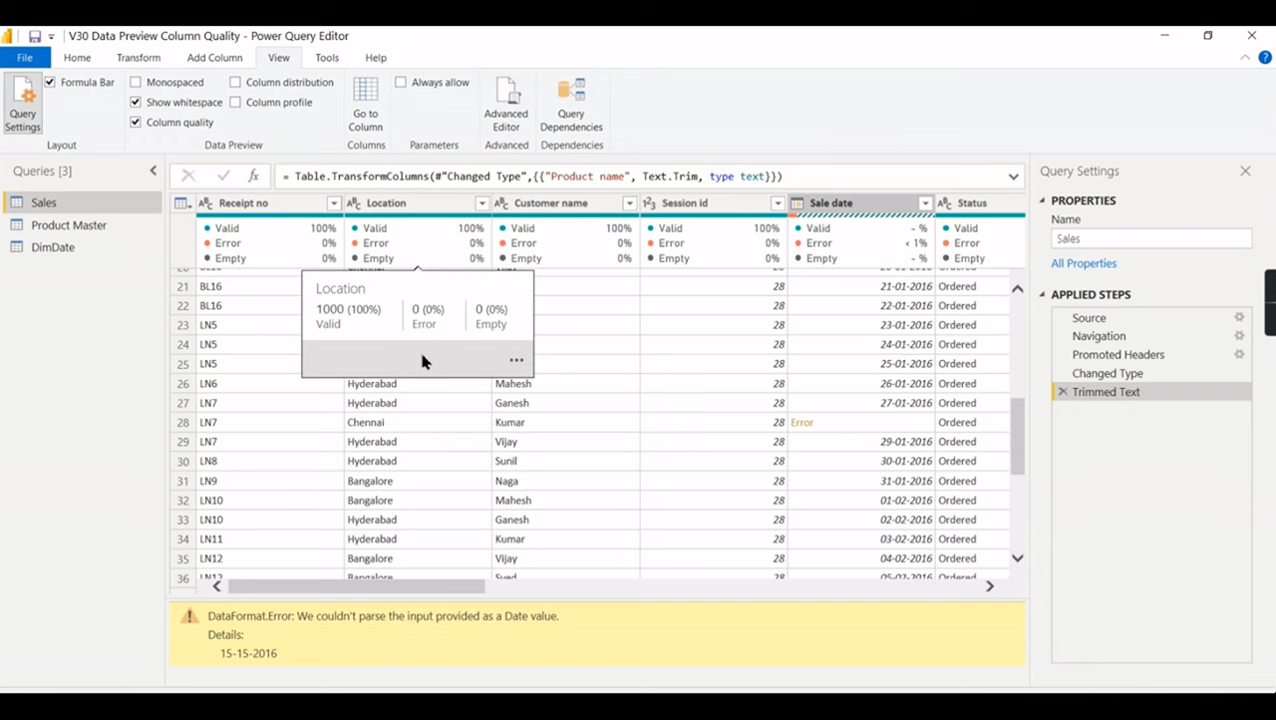 V30 Data Preview Column Quality - Power Query Editor
File Home Transform Add Column View Tools Help
Query Settings
Formula Bar
Layout
Monospaced Column distribution
Show whitespace Column profile
Column quality
Data Preview
Go to Column
Columns
Always allow
Parameters
Advanced Editor
Advanced
Query Dependencies
Dependencies
Queries [3]
Sales
Product Master
DimDate
fx = Table.TransformColumns(#"Changed Type",{{"Product name", Text.Trim, type text}})
Receipt no Location Customer name Session id Sale date Status
Valid 100% Valid 100% Valid 100% Valid 100% Valid - % Valid
Error 0% Error 0% Error 0% Error 0% Error < 1% Error
Empty 0% Empty 0% Empty 0% Empty 0% Empty - % Empty
21 BL16 28 21-01-2016 Ordered
22 BL16 28 22-01-2016 Ordered
23 LN5 28 23-01-2016 Ordered
24 LN5 28 24-01-2016 Ordered
25 LN5 28 25-01-2016 Ordered
26 LN6 Hyderabad Mahesh 28 26-01-2016 Ordered
27 LN7 Hyderabad Ganesh 28 27-01-2016 Ordered
28 LN7 Chennai Kumar 28 Error Ordered
29 LN7 Hyderabad Vijay 28 29-01-2016 Ordered
30 LN8 Hyderabad Sunil 28 30-01-2016 Ordered
31 LN9 Bangalore Naga 28 31-01-2016 Ordered
32 LN10 Bangalore Mahesh 28 01-02-2016 Ordered
33 LN10 Hyderabad Ganesh 28 02-02-2016 Ordered
34 LN11 Hyderabad Kumar 28 03-02-2016 Ordered
35 LN12 Bangalore Vijay 28 04-02-2016 Ordered
36 LN12 Bangalore Syed 28 05-02-2016 Ordered
Location
1000 (100%) 0 (0%) 0 (0%)
Valid Error Empty
DataFormat.Error: We couldn't parse the input provided as a Date value.
Details:
15-15-2016
Query Settings
PROPERTIES
Name
Sales
All Properties
APPLIED STEPS
Source
Navigation
Promoted Headers
Changed Type
Trimmed Text